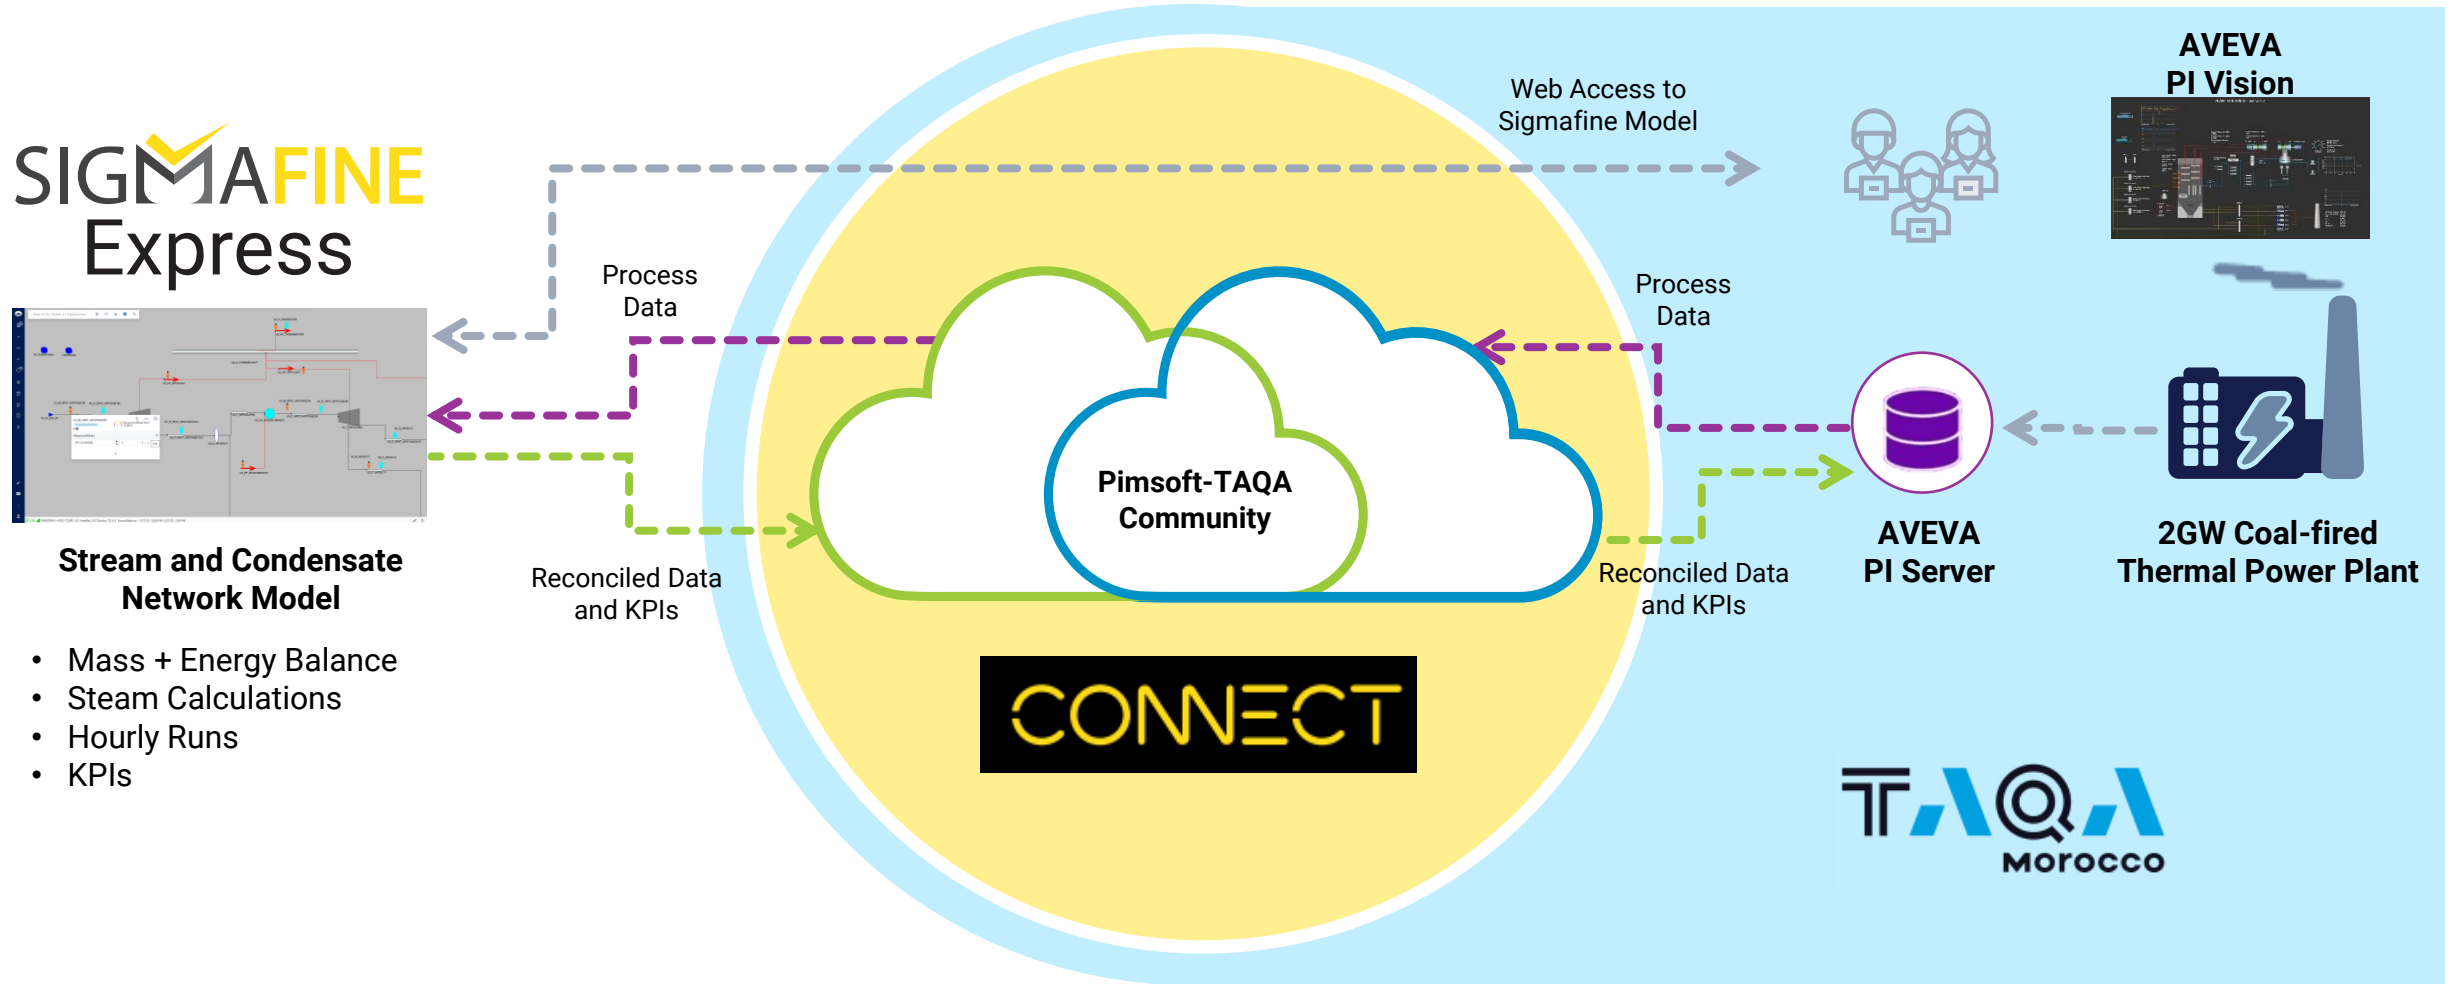 SIGMAFINE
Express
Stream and Condensate
Network Model
• Mass + Energy Balance
• Steam Calculations
• Hourly Runs
• KPIs
Process
Data
Reconciled Data
and KPIs
Pimsoft-TAQA
Community
CONNECT
Web Access to
Sigmafine Model
Process
Data
Reconciled Data
and KPIs
AVEVA
PI Vision
AVEVA
PI Server
2GW Coal-fired
Thermal Power Plant
TAQA
Morocco